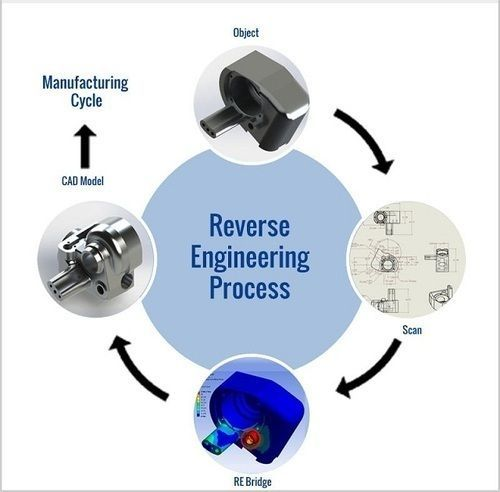 Object
Manufacturing
Cycle
CAD Model
Reverse
Engineering
Process
Scan
RE Bridge